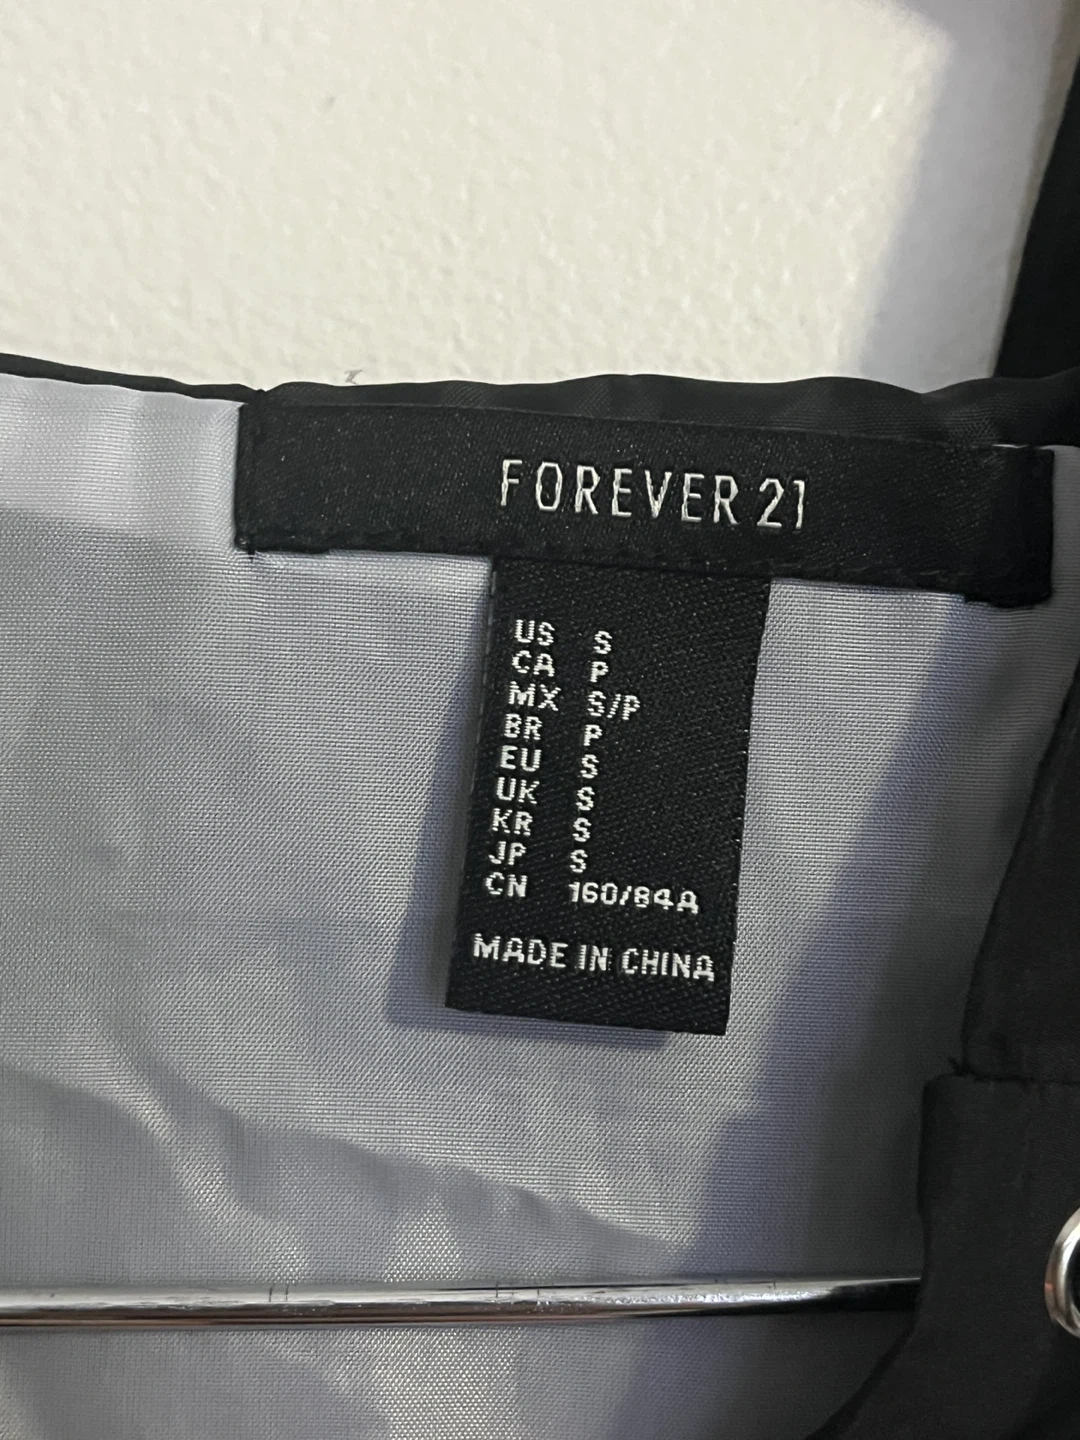 FOREVER 21
US S
CA P
MX S/P
BR P
EU S
UK S
KR S
JP S
CN 160/84A
MADE IN CHINA